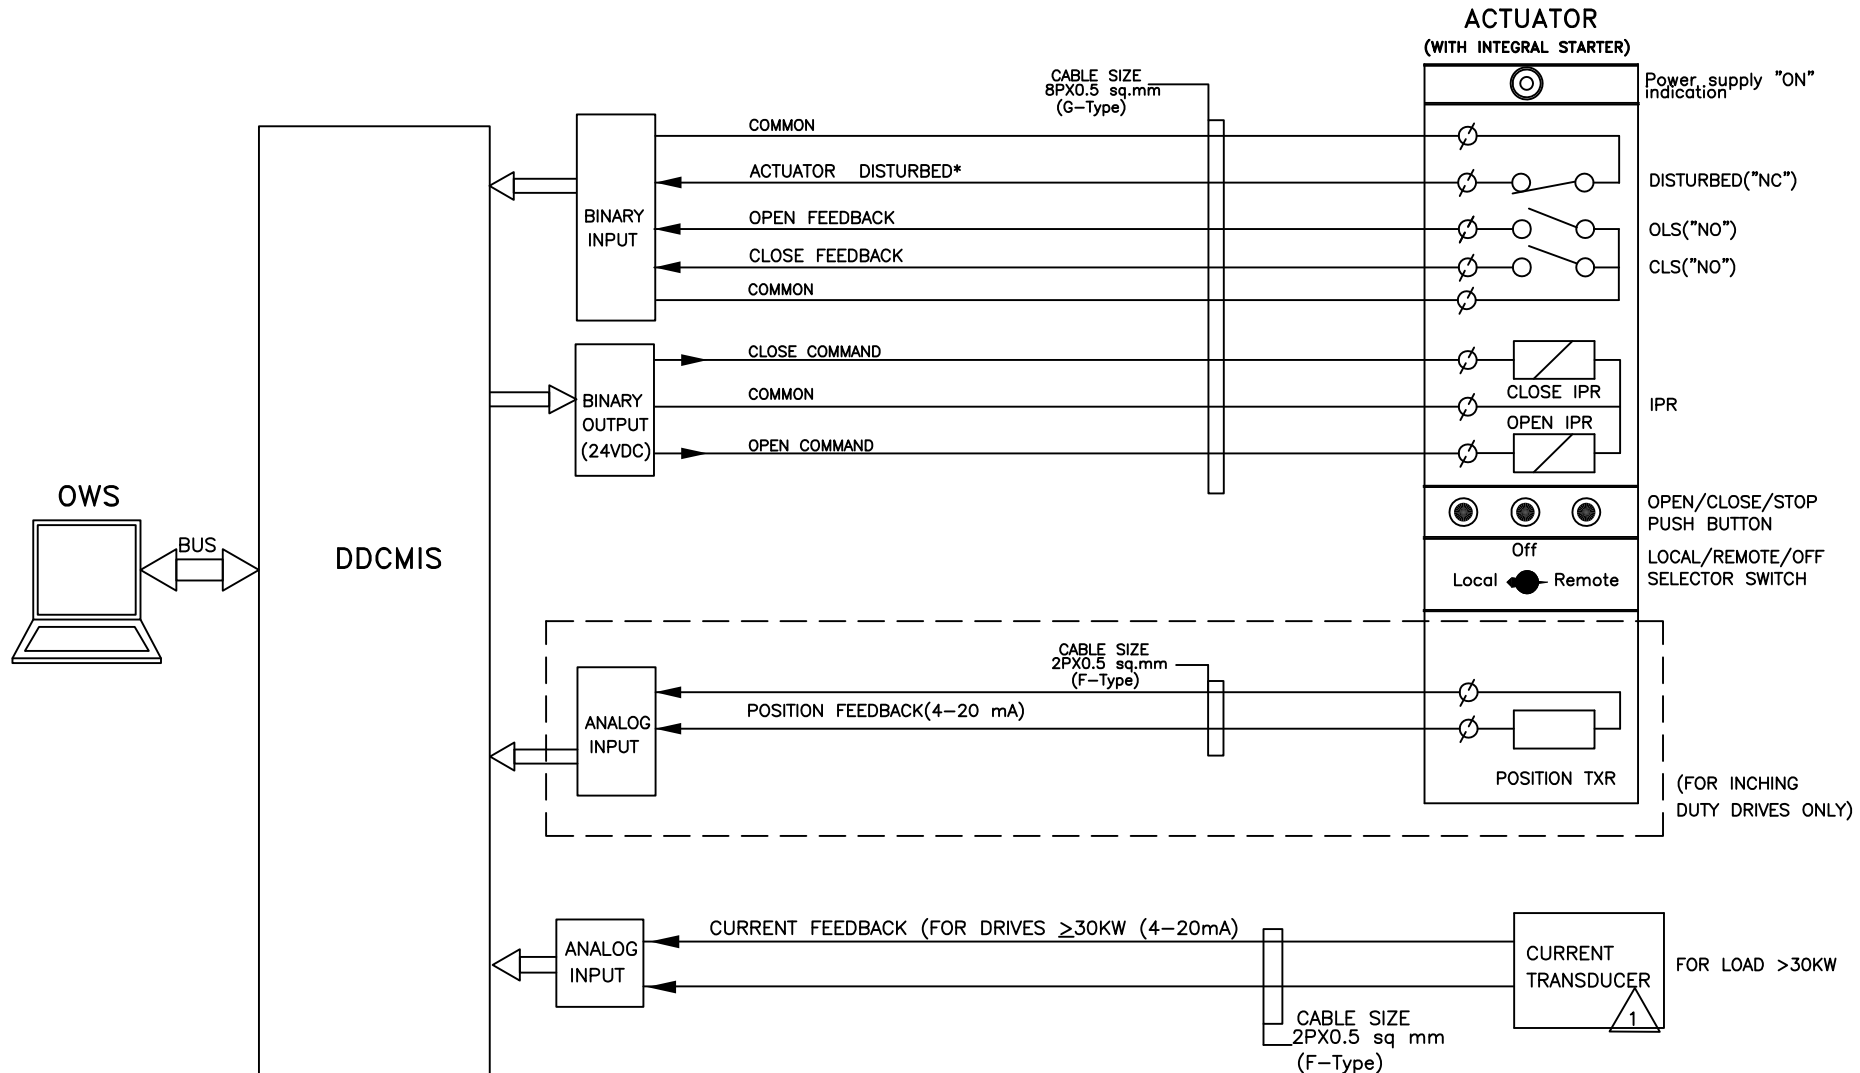 ACTUATOR
(WITH INTEGRAL STARTER)
CABLE SIZE
8PX0.5 sq.mm
(G-Type)
Power supply "ON"
indication
COMMON
ACTUATOR DISTURBED*
DISTURBED("NC")
BINARY
INPUT
OPEN FEEDBACK
OLS("NO")
CLOSE FEEDBACK
CLS("NO")
COMMON
CLOSE COMMAND
CLOSE IPR
BINARY
OUTPUT
(24VDC)
COMMON
IPR
OPEN IPR
OPEN COMMAND
OWS
BUS
DDCMIS
OPEN/CLOSE/STOP
PUSH BUTTON
Off
Local
Remote
LOCAL/REMOTE/OFF
SELECTOR SWITCH
CABLE SIZE
2PX0.5 sq.mm
(F-Type)
ANALOG
INPUT
POSITION FEEDBACK(4-20 mA)
POSITION TXR
(FOR INCHING
DUTY DRIVES ONLY)
CURRENT FEEDBACK (FOR DRIVES ≥30KW (4-20mA)
ANALOG
INPUT
CURRENT
TRANSDUCER
1
FOR LOAD >30KW
CABLE SIZE
2PX0.5 sq mm
(F-Type)